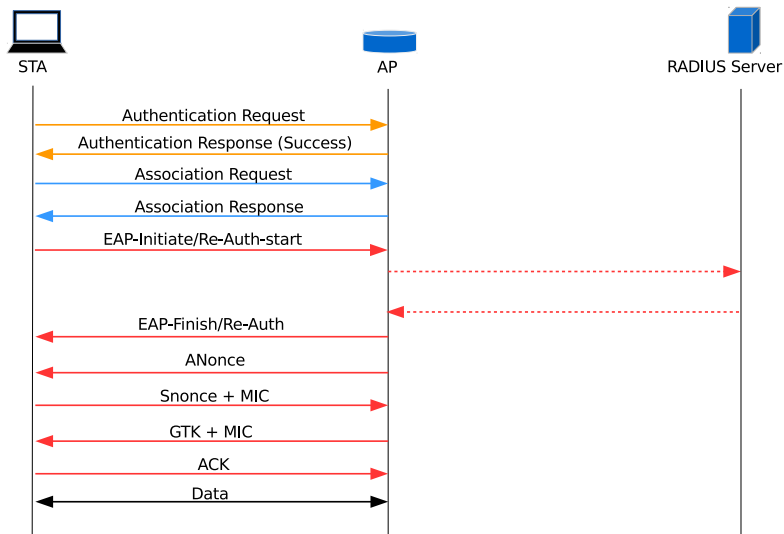 STA
AP
RADIUS Server
Authentication Request
Authentication Response (Success)
Association Request
Association Response
EAP-Initiate/Re-Auth-start
EAP-Finish/Re-Auth
ANonce
Snonce + MIC
GTK + MIC
ACK
Data